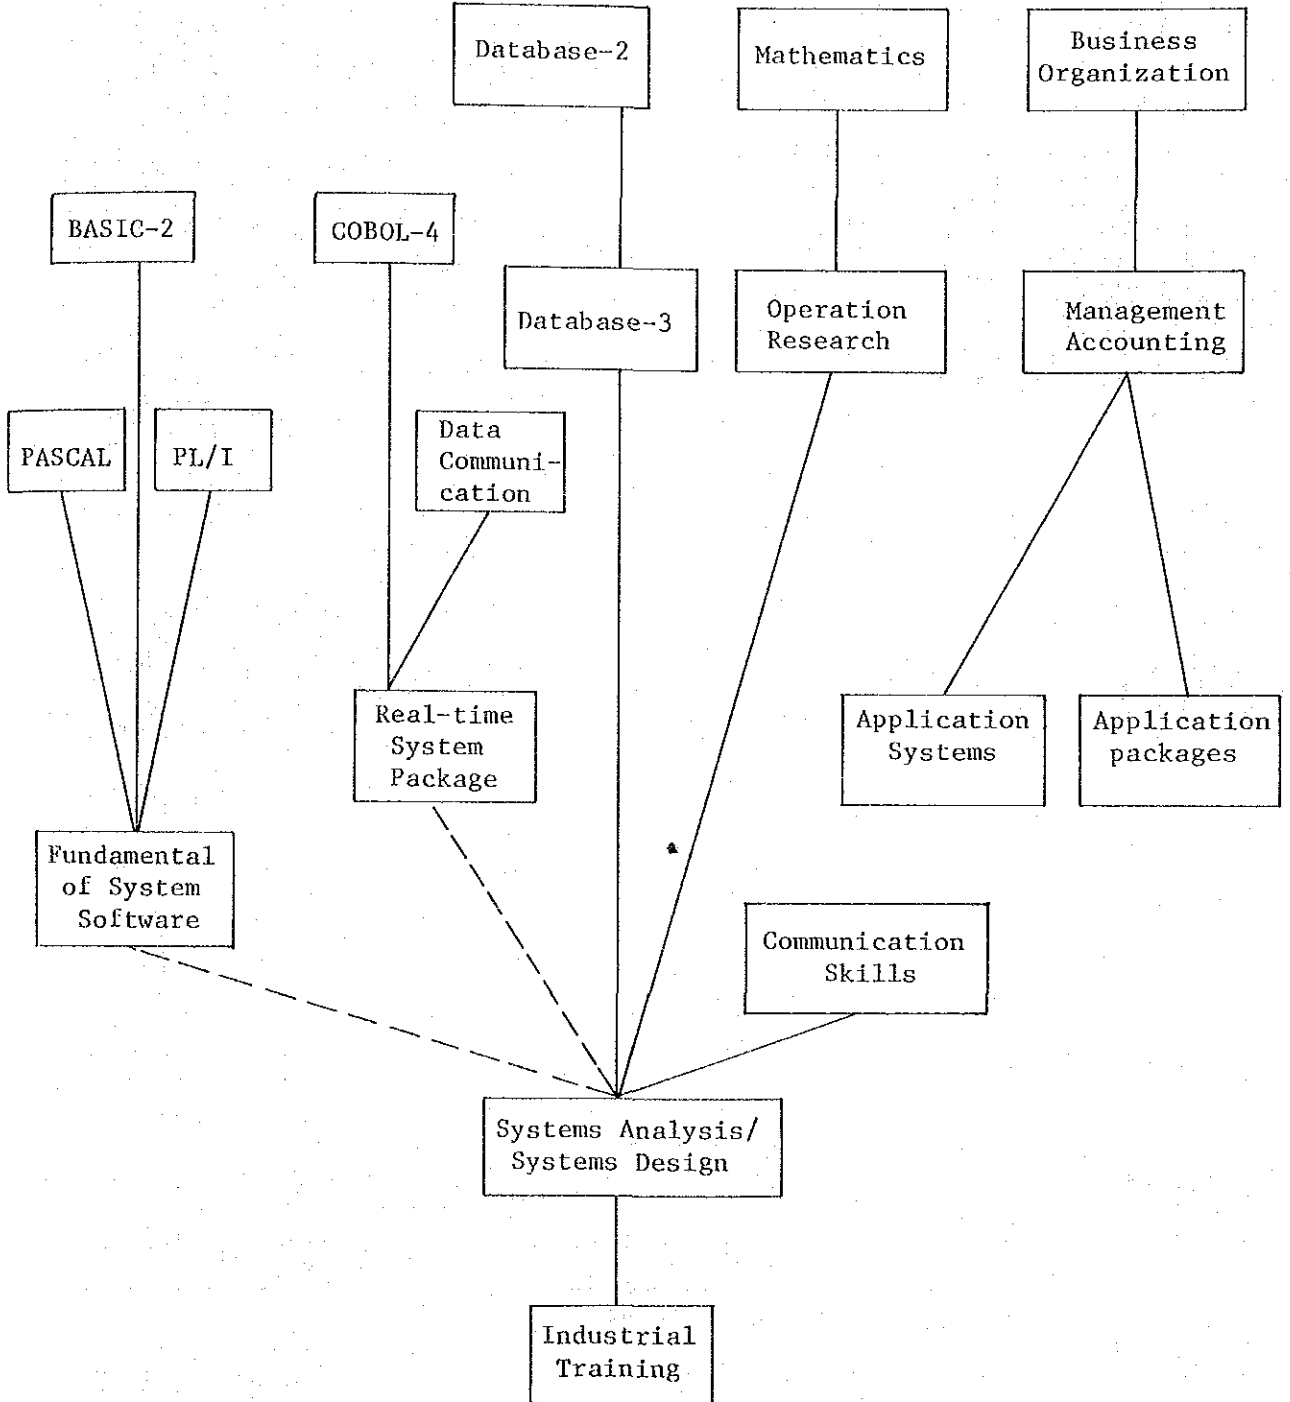 Database-2
Mathematics
Business
Organization
BASIC-2
COBOL-4
Database-3
Operation
Research
Management
Accounting
PASCAL
PL/I
Data
Communi-
cation
Real-time
System
Package
Application
Systems
Application
packages
Fundamental
of System
Software
Communication
Skills
Systems Analysis/
Systems Design
Industrial
Training